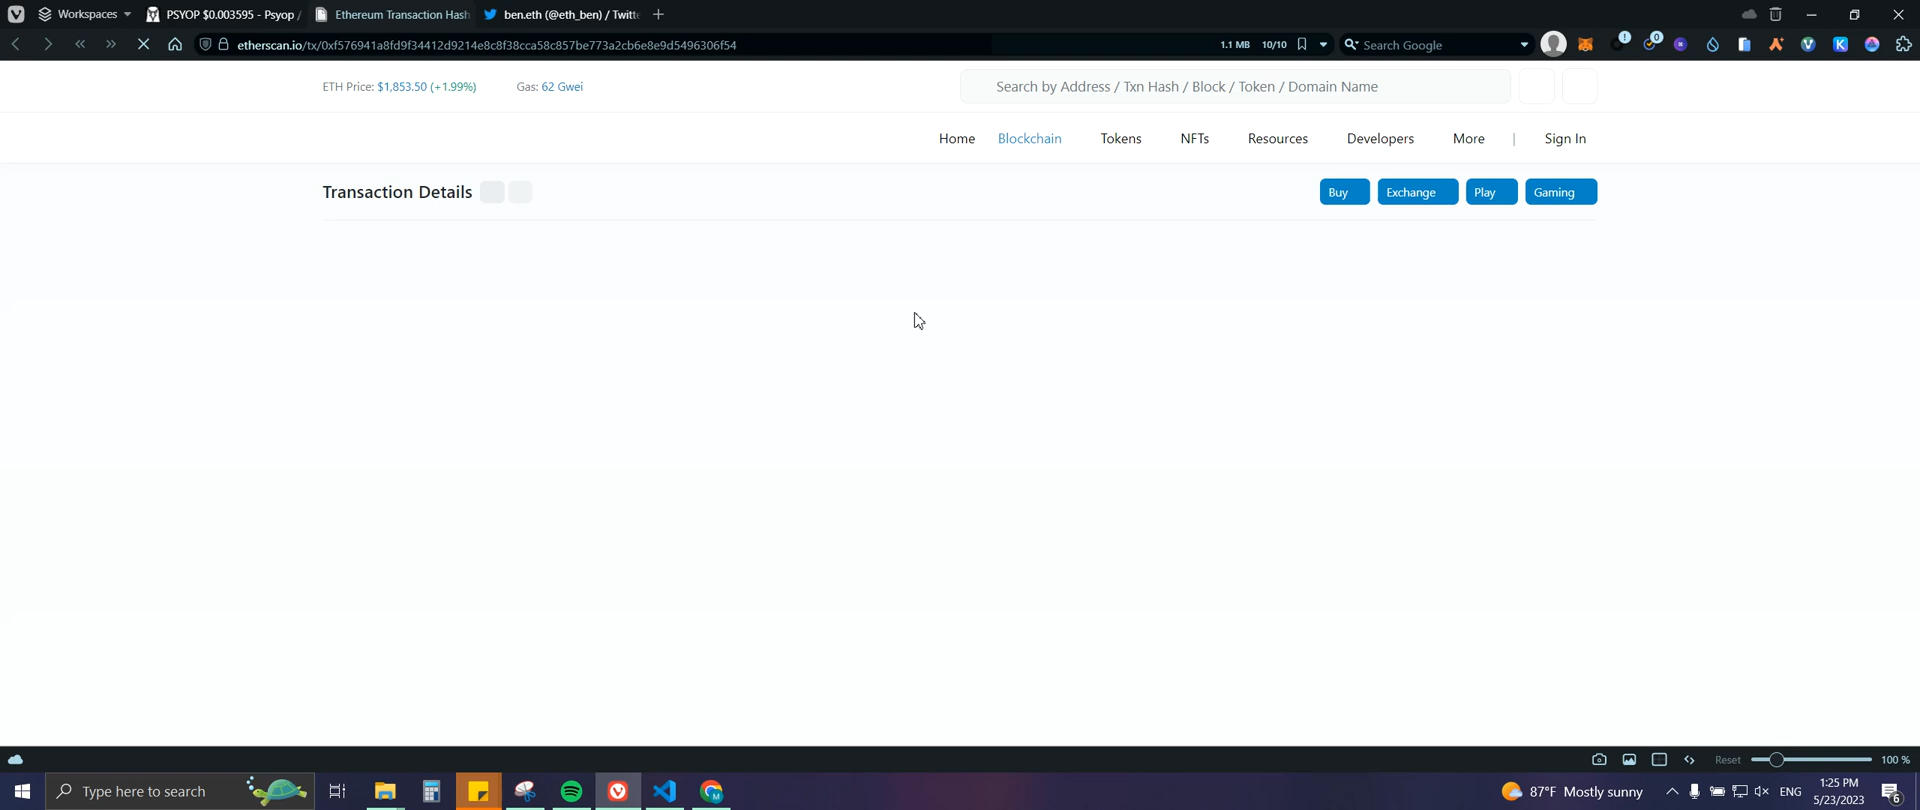 Workspaces PSYOP $0.003595 - Psyop / Ethereum Transaction Hash ben.eth (@eth_ben) / Twitte
etherscan.io/tx/0xf576941a8fd9f34412d9214e8c8f38cca58c857be773a2cb6e8e9d5496306f54 1.1 MB 10/10 Search Google
ETH Price: $1,853.50 (+1.99%) Gas: 62 Gwei Search by Address / Txn Hash / Block / Token / Domain Name
Home Blockchain Tokens NFTs Resources Developers More | Sign In
Transaction Details Buy Exchange Play Gaming
Reset 100 %
Type here to search 87°F Mostly sunny ENG 1:25 PM
5/23/2023 6